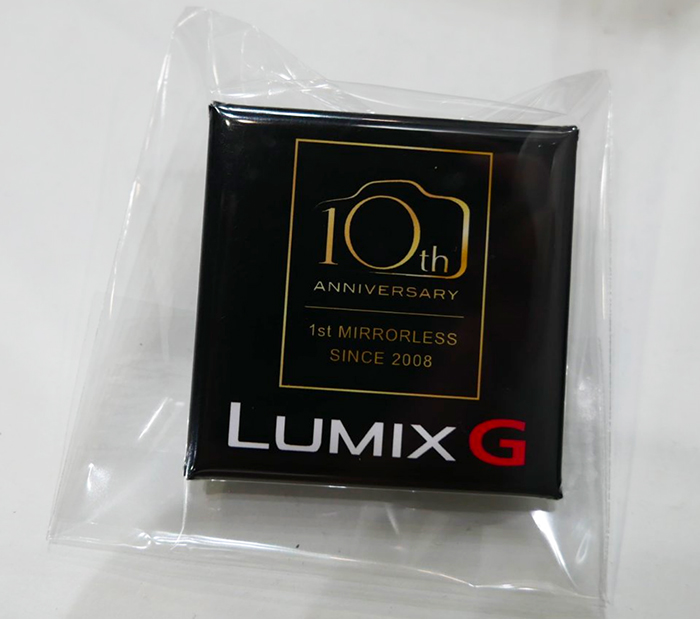 10th
ANNIVERSARY
1st MIRRORLESS
SINCE 2008
LUMIX G